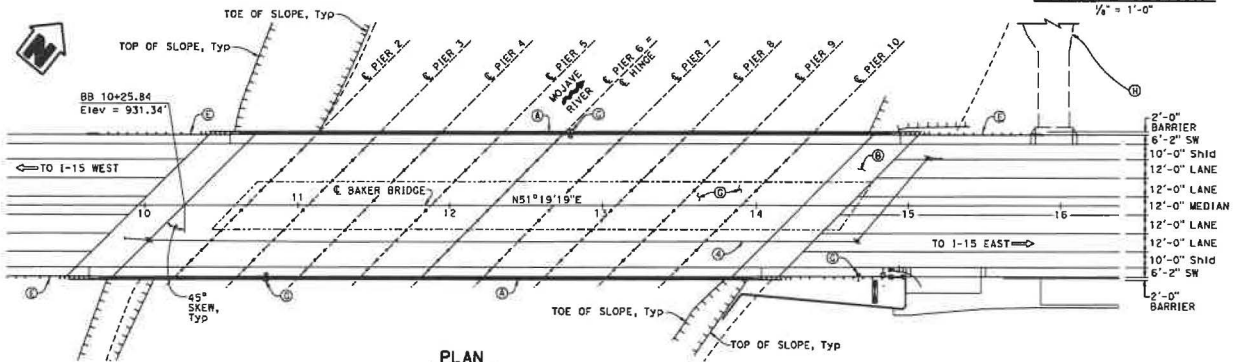 ⅛" = 1'-0"
N
TOE OF SLOPE, Typ
TOP OF SLOPE, Typ
℄ PIER 2
℄ PIER 3
℄ PIER 4
℄ PIER 5
℄ PIER 6 =
℄ HINGE
℄ PIER 7
℄ PIER 8
℄ PIER 9
℄ PIER 10
MOJAVE
RIVER
BB 10+25.84
Elev = 931.34'
E
A
G
E
H
B
2'-0"
BARRIER
6'-2" SW
10'-0" Shld
12'-0" LANE
12'-0" LANE
12'-0" MEDIAN
12'-0" LANE
12'-0" LANE
10'-0" Shld
6'-2" SW
2'-0"
BARRIER
TO I-15 WEST
℄ BAKER BRIDGE
N51°19'19"E
G
10
11
12
13
14
15
16
TO I-15 EAST
4
E
45°
SKEW,
Typ
G
A
G
TOE OF SLOPE, Typ
TOP OF SLOPE, Typ
PLAN